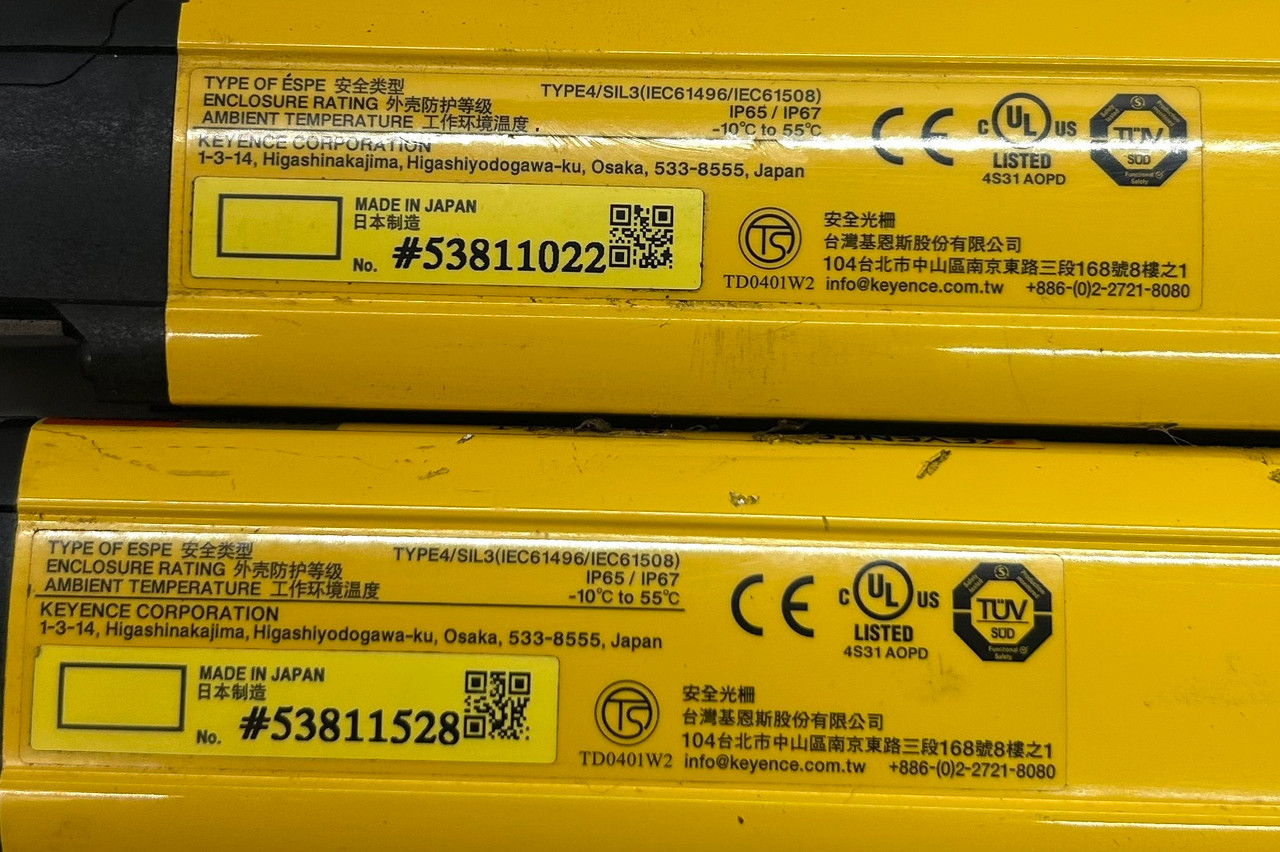 TYPE OF ÉSPE 安全类型 TYPE4/SIL3(IEC61496/IEC61508)
ENCLOSURE RATING 外壳防护等级 IP65 / IP67
AMBIENT TEMPERATURE 工作环境温度 -10℃ to 55℃
KEYENCE CORPORATION
1-3-14, Higashinakajima, Higashiyodogawa-ku, Osaka, 533-8555, Japan
CE
C UL US
LISTED
4S31 AOPD
TÜV
SÜD
Functional
Safety
MADE IN JAPAN
日本制造
No. #53811022
TS
TD0401W2
安全光柵
台灣基恩斯股份有限公司
104台北市中山區南京東路三段168號8樓之1
info@keyence.com.tw +886-(0)2-2721-8080
KEYENCE
TYPE OF ESPE 安全类型 TYPE4/SIL3(IEC61496/IEC61508)
ENCLOSURE RATING 外壳防护等级 IP65 / IP67
AMBIENT TEMPERATURE 工作环境温度 -10℃ to 55℃
KEYENCE CORPORATION
1-3-14, Higashinakajima, Higashiyodogawa-ku, Osaka, 533-8555, Japan
CE
C UL US
LISTED
4S31 AOPD
TÜV
SÜD
Functional
Safety
MADE IN JAPAN
日本制造
No. #53811528
TS
TD0401W2
安全光柵
台灣基恩斯股份有限公司
104台北市中山區南京東路三段168號8樓之1
info@keyence.com.tw +886-(0)2-2721-8080